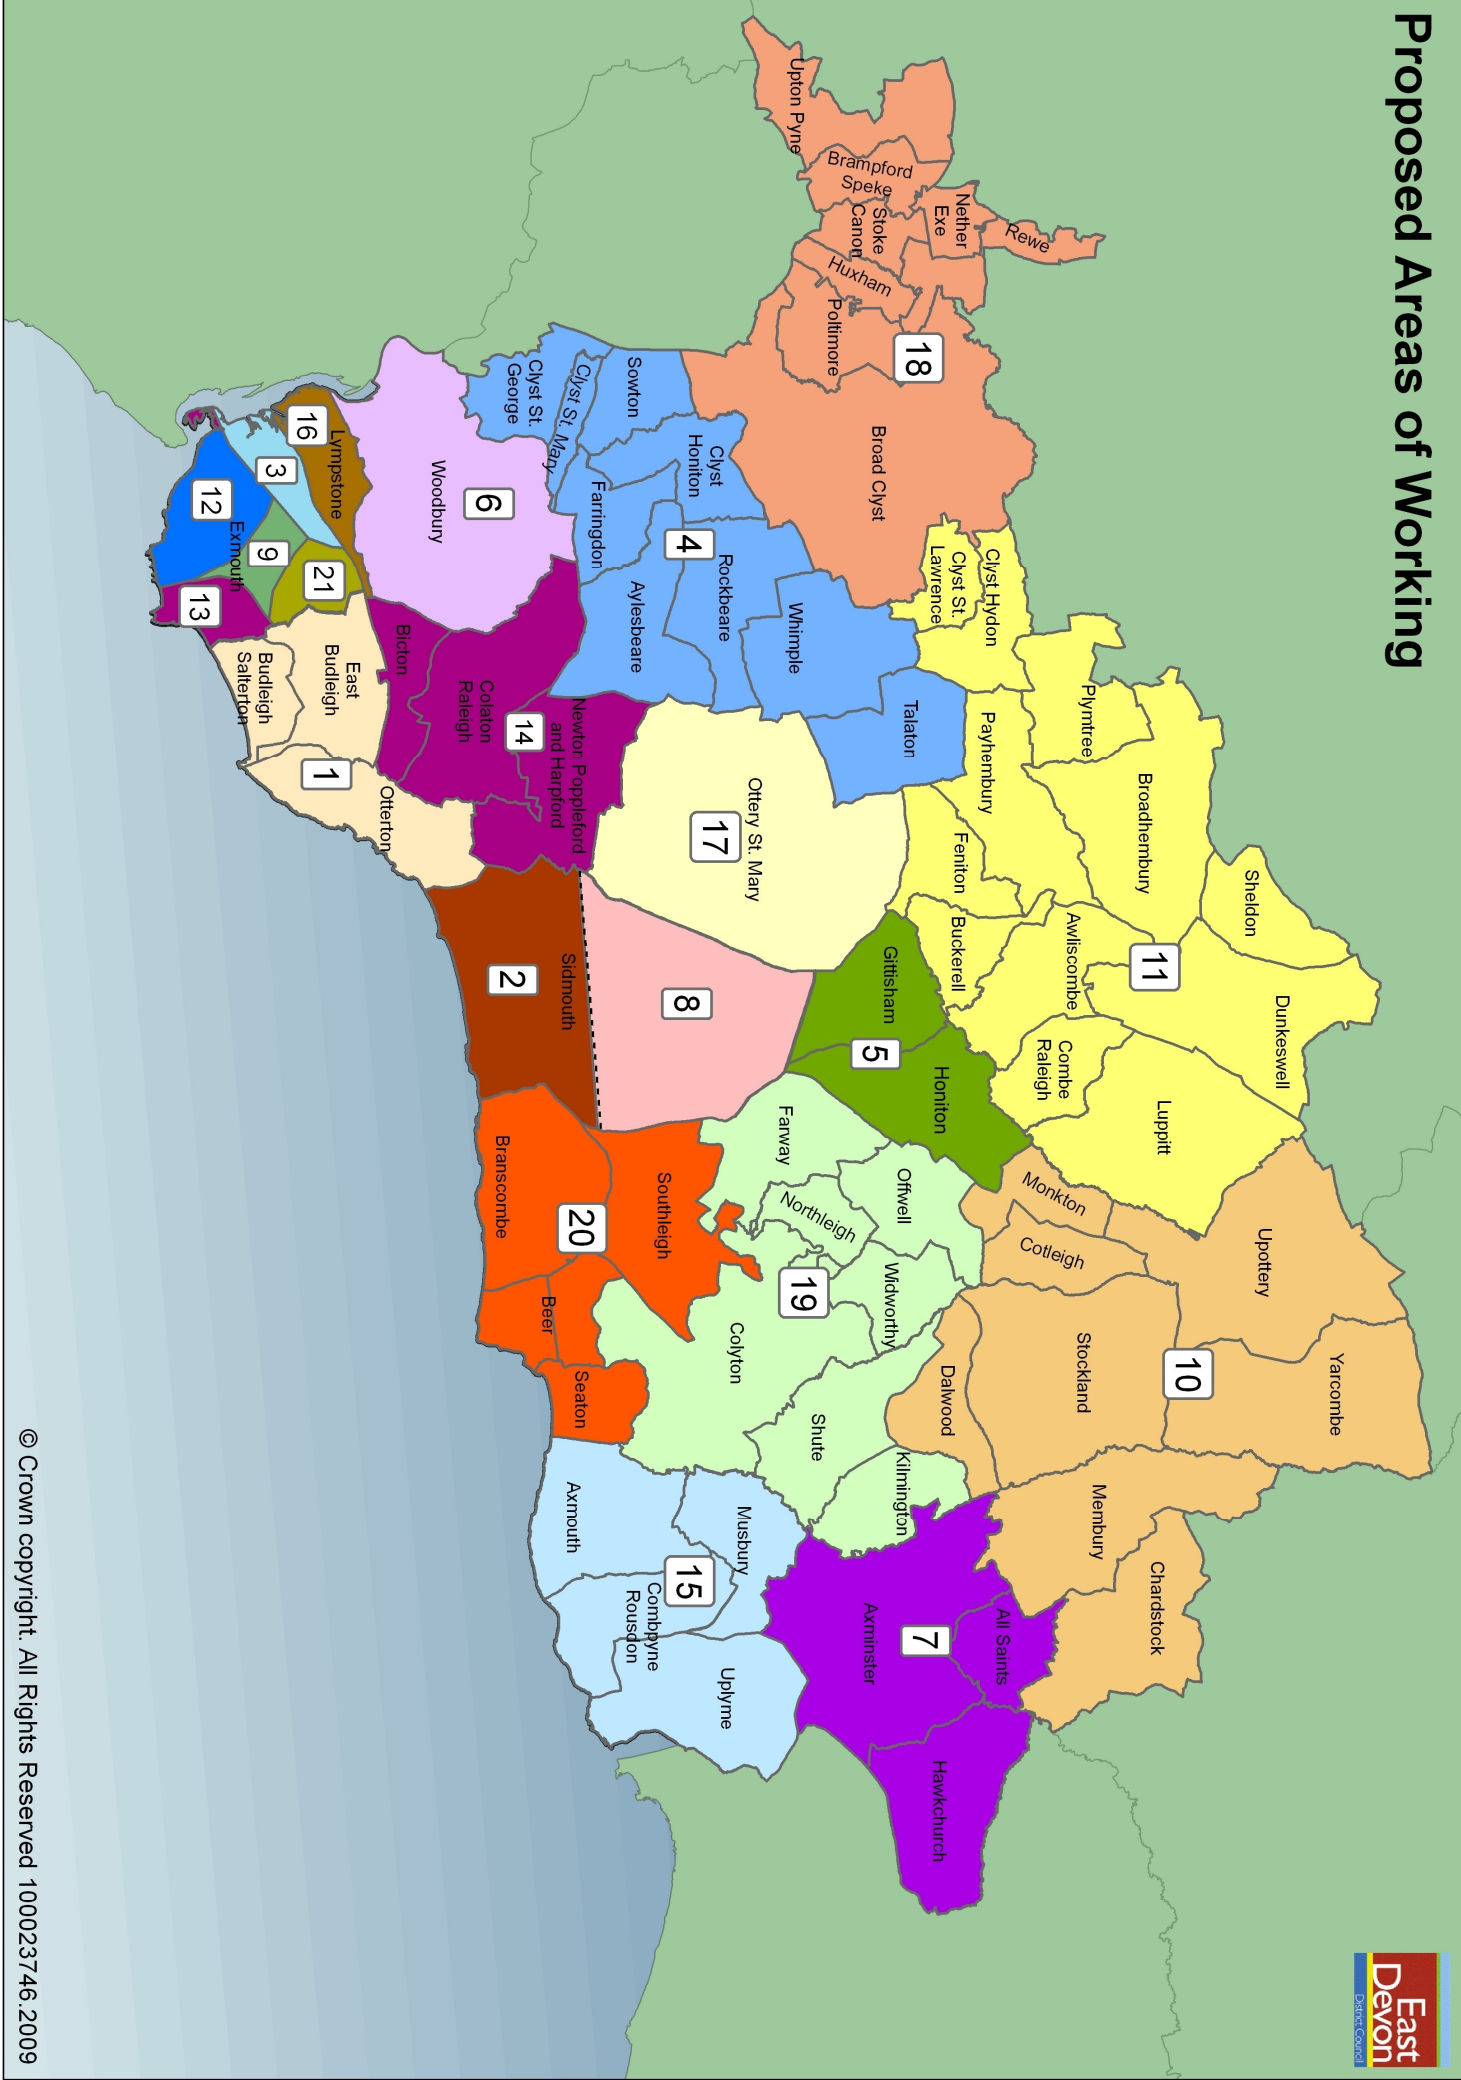 Proposed Areas of Working
East
Devon
District Council
Upton Pyne
Brampford
Speke
Stoke
Canon
Nether
Exe
Rewe
Huxham
Poltimore
18
Broad Clyst
Clyst Hydon
Clyst St.
Lawrence
Plymtree
Payhembury
Broadhembury
Sheldon
Feniton
Buckerell
Awliscombe
11
Dunkeswell
Combe
Raleigh
Luppitt
Upottery
Monkton
Cotleigh
Stockland
10
Yarcombe
Dalwood
Membury
Chardstock
Sowton
Clyst St. Mary
Clyst St.
George
Clyst
Honiton
Farringdon
4
Rockbeare
Aylesbeare
Whimple
Talaton
Ottery St. Mary
17
Gittisham
5
Honiton
8
Farway
Offwell
Northleigh
Widworthy
19
Colyton
Shute
Kilmington
All Saints
7
Axminster
Hawkchurch
6
Woodbury
Lympstone
16
3
12
Exmouth
9
21
13
Bicton
Colaton
Raleigh
14
Newton Poppleford
and Harpford
East
Budleigh
Budleigh
Salterton
1
Otterton
Sidmouth
2
Branscombe
20
Southleigh
Beer
Seaton
Axmouth
Musbury
15
Combpyne
Rousdon
Uplyme
© Crown copyright. All Rights Reserved 100023746.2009